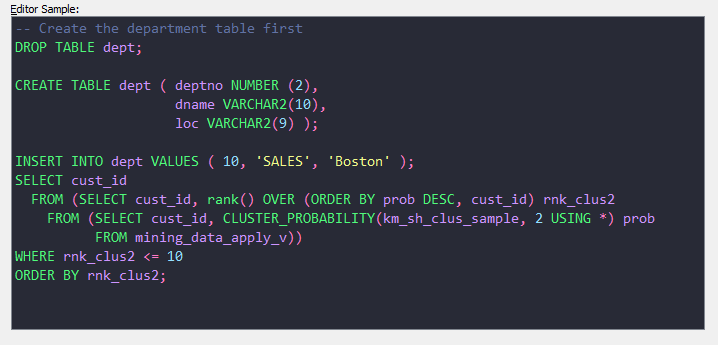 Editor Sample:
-- Create the department table first
DROP TABLE dept;
CREATE TABLE dept ( deptno NUMBER (2),
dname VARCHAR2(10),
loc VARCHAR2(9) );
INSERT INTO dept VALUES ( 10, 'SALES', 'Boston' );
SELECT cust_id
FROM (SELECT cust_id, rank() OVER (ORDER BY prob DESC, cust_id) rnk_clus2
FROM (SELECT cust_id, CLUSTER_PROBABILITY(km_sh_clus_sample, 2 USING *) prob
FROM mining_data_apply_v))
WHERE rnk_clus2 <= 10
ORDER BY rnk_clus2;